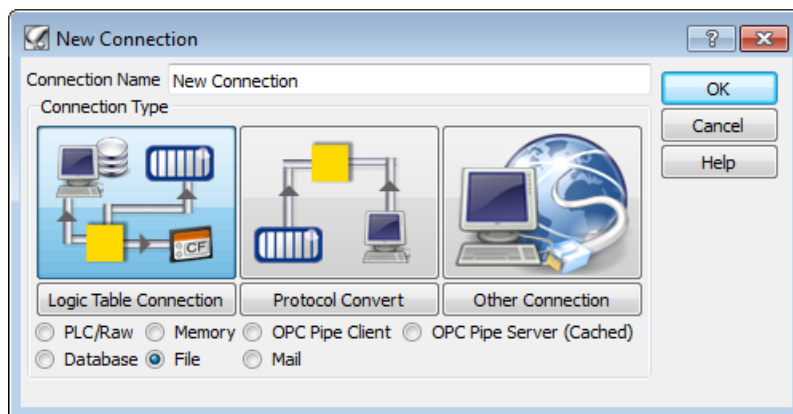 New Connection
Connection Name New Connection
OK
Connection Type
Cancel
Help
CF
Logic Table Connection Protocol Convert Other Connection
PLC/Raw Memory OPC Pipe Client OPC Pipe Server (Cached)
Database File Mail